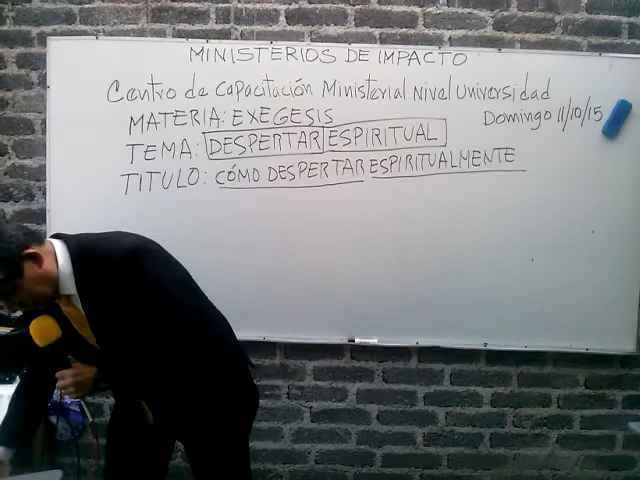 MINISTERIOS DE IMPACTO
Centro de Capacitación Ministerial Nivel Universidad
MATERIA: EXEGESIS
Domingo 11/10/15
TEMA: DESPERTAR ESPIRITUAL
TITULO: CÓMO DESPERTAR ESPIRITUALMENTE